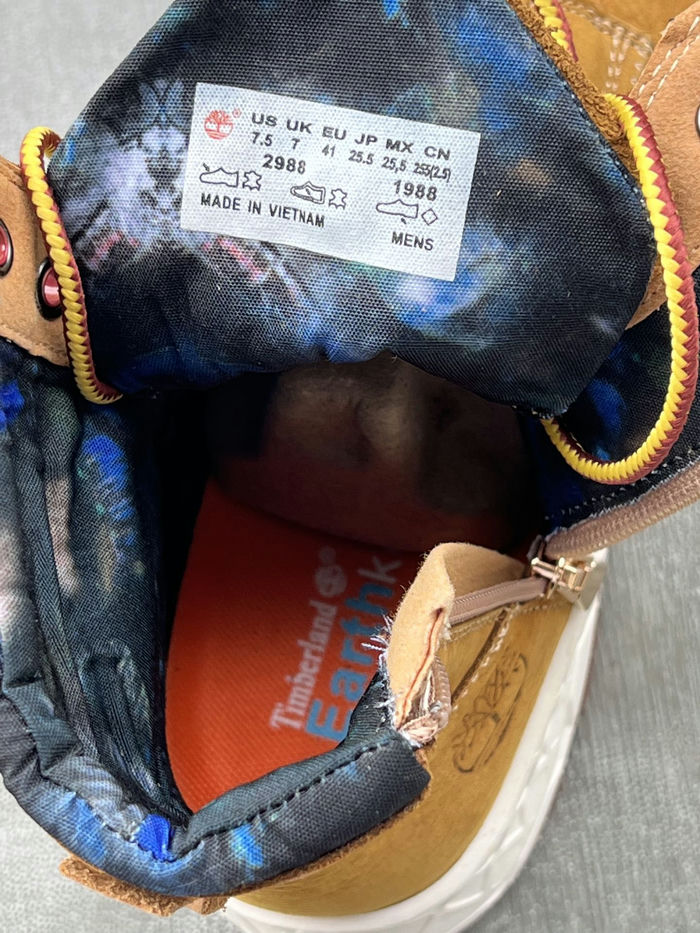 US UK EU JP MX CN
7.5 7 41 25.5 25,5 255(2.5)
2988
1988
MADE IN VIETNAM
MENS
Timberland ®
Earthk